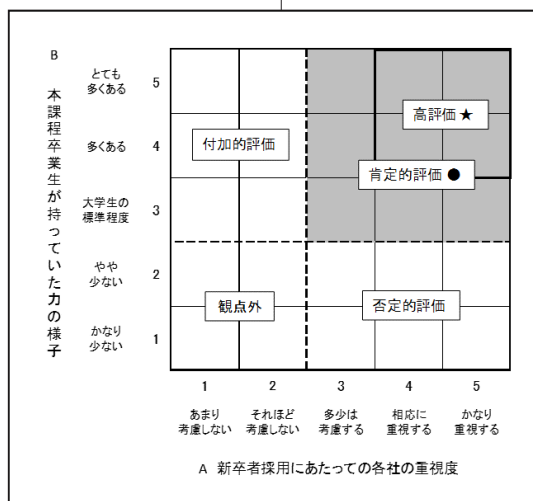 B
本課程卒業生が持っていた力の様子
とても
多くある
5
多くある
4
大学生の
標準程度
3
やや
少ない
2
かなり
少ない
1
高評価 ★
付加的評価
肯定的評価 ●
観点外
否定的評価
1 2 3 4 5
あまり
考慮しない
それほど
考慮しない
多少は
考慮する
相応に
重視する
かなり
重視する
A 新卒者採用にあたっての各社の重視度